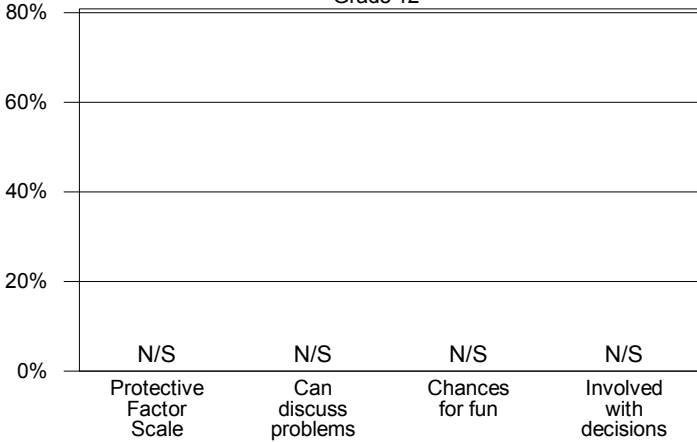 Grade 12
80%
60%
40%
20%
0%
N/S N/S N/S N/S
Protective
Factor
Scale
Can
discuss
problems
Chances
for fun
Involved
with
decisions